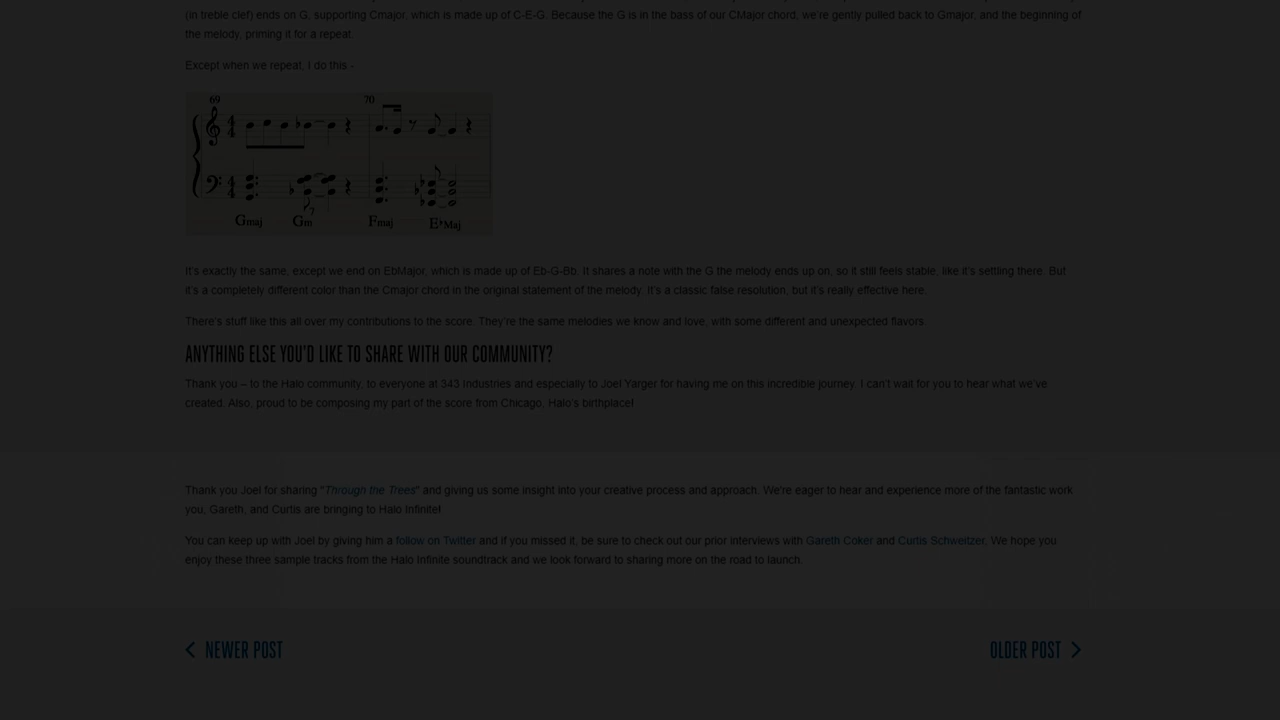 (in treble clef) ends on G, supporting Cmajor, which is made up of C-E-G. Because the G is in the bass of our CMajor chord, we're gently pulled back to Gmajor, and the beginning of
the melody, priming it for a repeat.
Except when we repeat, I do this -
69 70
Gmaj Gm7 Fmaj E♭Maj
It's exactly the same, except we end on EbMajor, which is made up of Eb-G-Bb. It shares a note with the G the melody ends up on, so it still feels stable, like it's settling there. But
it's a completely different color than the Cmajor chord in the original statement of the melody. It's a classic false resolution, but it's really effective here.
There's stuff like this all over my contributions to the score. They're the same melodies we know and love, with some different and unexpected flavors.
ANYTHING ELSE YOU'D LIKE TO SHARE WITH OUR COMMUNITY?
Thank you – to the Halo community, to everyone at 343 Industries and especially to Joel Yarger for having me on this incredible journey. I can't wait for you to hear what we've
created. Also, proud to be composing my part of the score from Chicago, Halo's birthplace!
Thank you Joel for sharing "Through the Trees" and giving us some insight into your creative process and approach. We're eager to hear and experience more of the fantastic work
you, Gareth, and Curtis are bringing to Halo Infinite!
You can keep up with Joel by giving him a follow on Twitter and if you missed it, be sure to check out our prior interviews with Gareth Coker and Curtis Schweitzer. We hope you
enjoy these three sample tracks from the Halo Infinite soundtrack and we look forward to sharing more on the road to launch.
NEWER POST OLDER POST